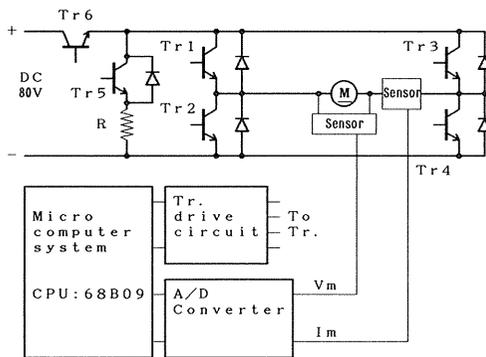 Tr6
+
Tr1
Tr3
DC
80V
Tr5
M
Sensor
Tr2
Sensor
R
−
Tr4
Micro
computer
system
CPU:68B09
Tr.
drive
circuit
To
Tr.
A/D
Converter
Vm
Im